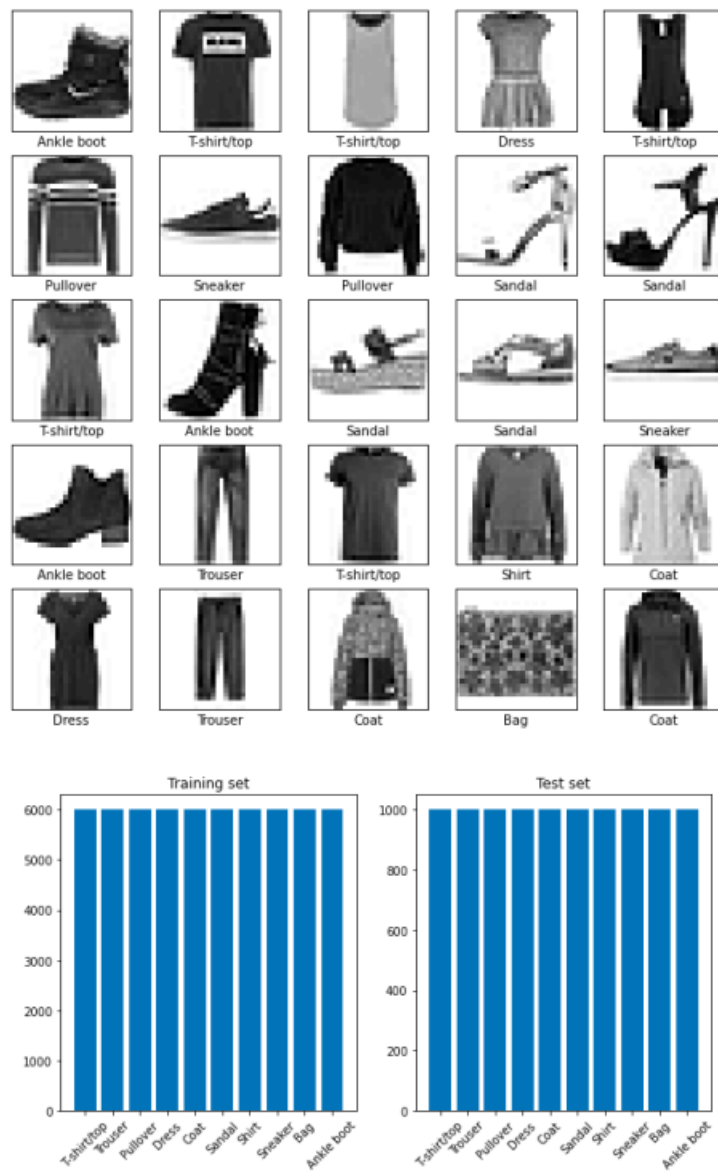 Ankle boot T-shirt/top T-shirt/top Dress T-shirt/top
Pullover Sneaker Pullover Sandal Sandal
T-shirt/top Ankle boot Sandal Sandal Sneaker
Ankle boot Trouser T-shirt/top Shirt Coat
Dress Trouser Coat Bag Coat
Training set
6000
5000
4000
3000
2000
1000
0
T-shirt/top Trouser Pullover Dress Coat Sandal Shirt Sneaker Bag Ankle boot
Test set
1000
800
600
400
200
0
T-shirt/top Trouser Pullover Dress Coat Sandal Shirt Sneaker Bag Ankle boot